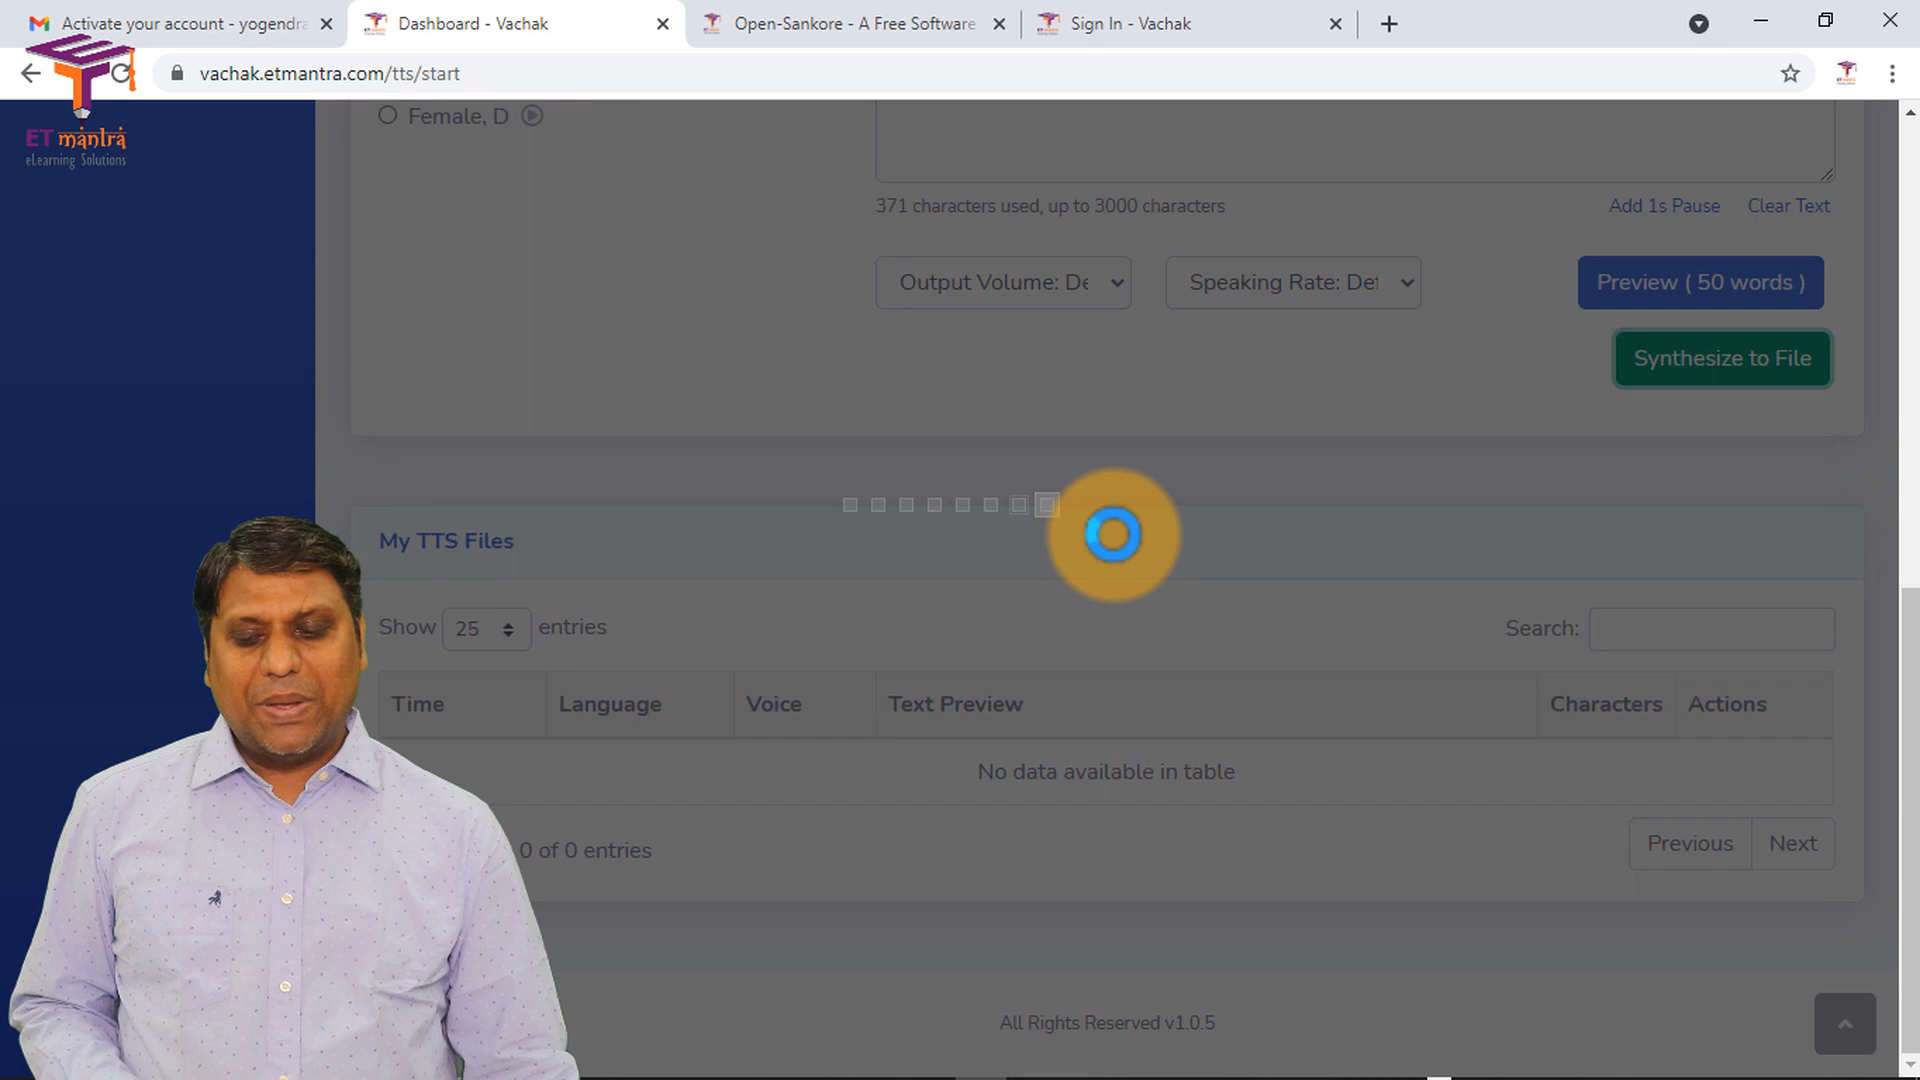 Activate your account - yogendra
Dashboard - Vachak
Open-Sankore - A Free Software
Sign In - Vachak
vachak.etmantra.com/tts/start
ET mantra
eLearning Solutions
Female, D
371 characters used, up to 3000 characters
Add 1s Pause
Clear Text
Output Volume: De
Speaking Rate: Def
Preview ( 50 words )
Synthesize to File
My TTS Files
Show 25 entries
Search:
Time
Language
Voice
Text Preview
Characters
Actions
No data available in table
0 of 0 entries
Previous
Next
All Rights Reserved v1.0.5